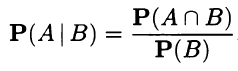 P(A | B) = P(A ∩ B) / P(B)